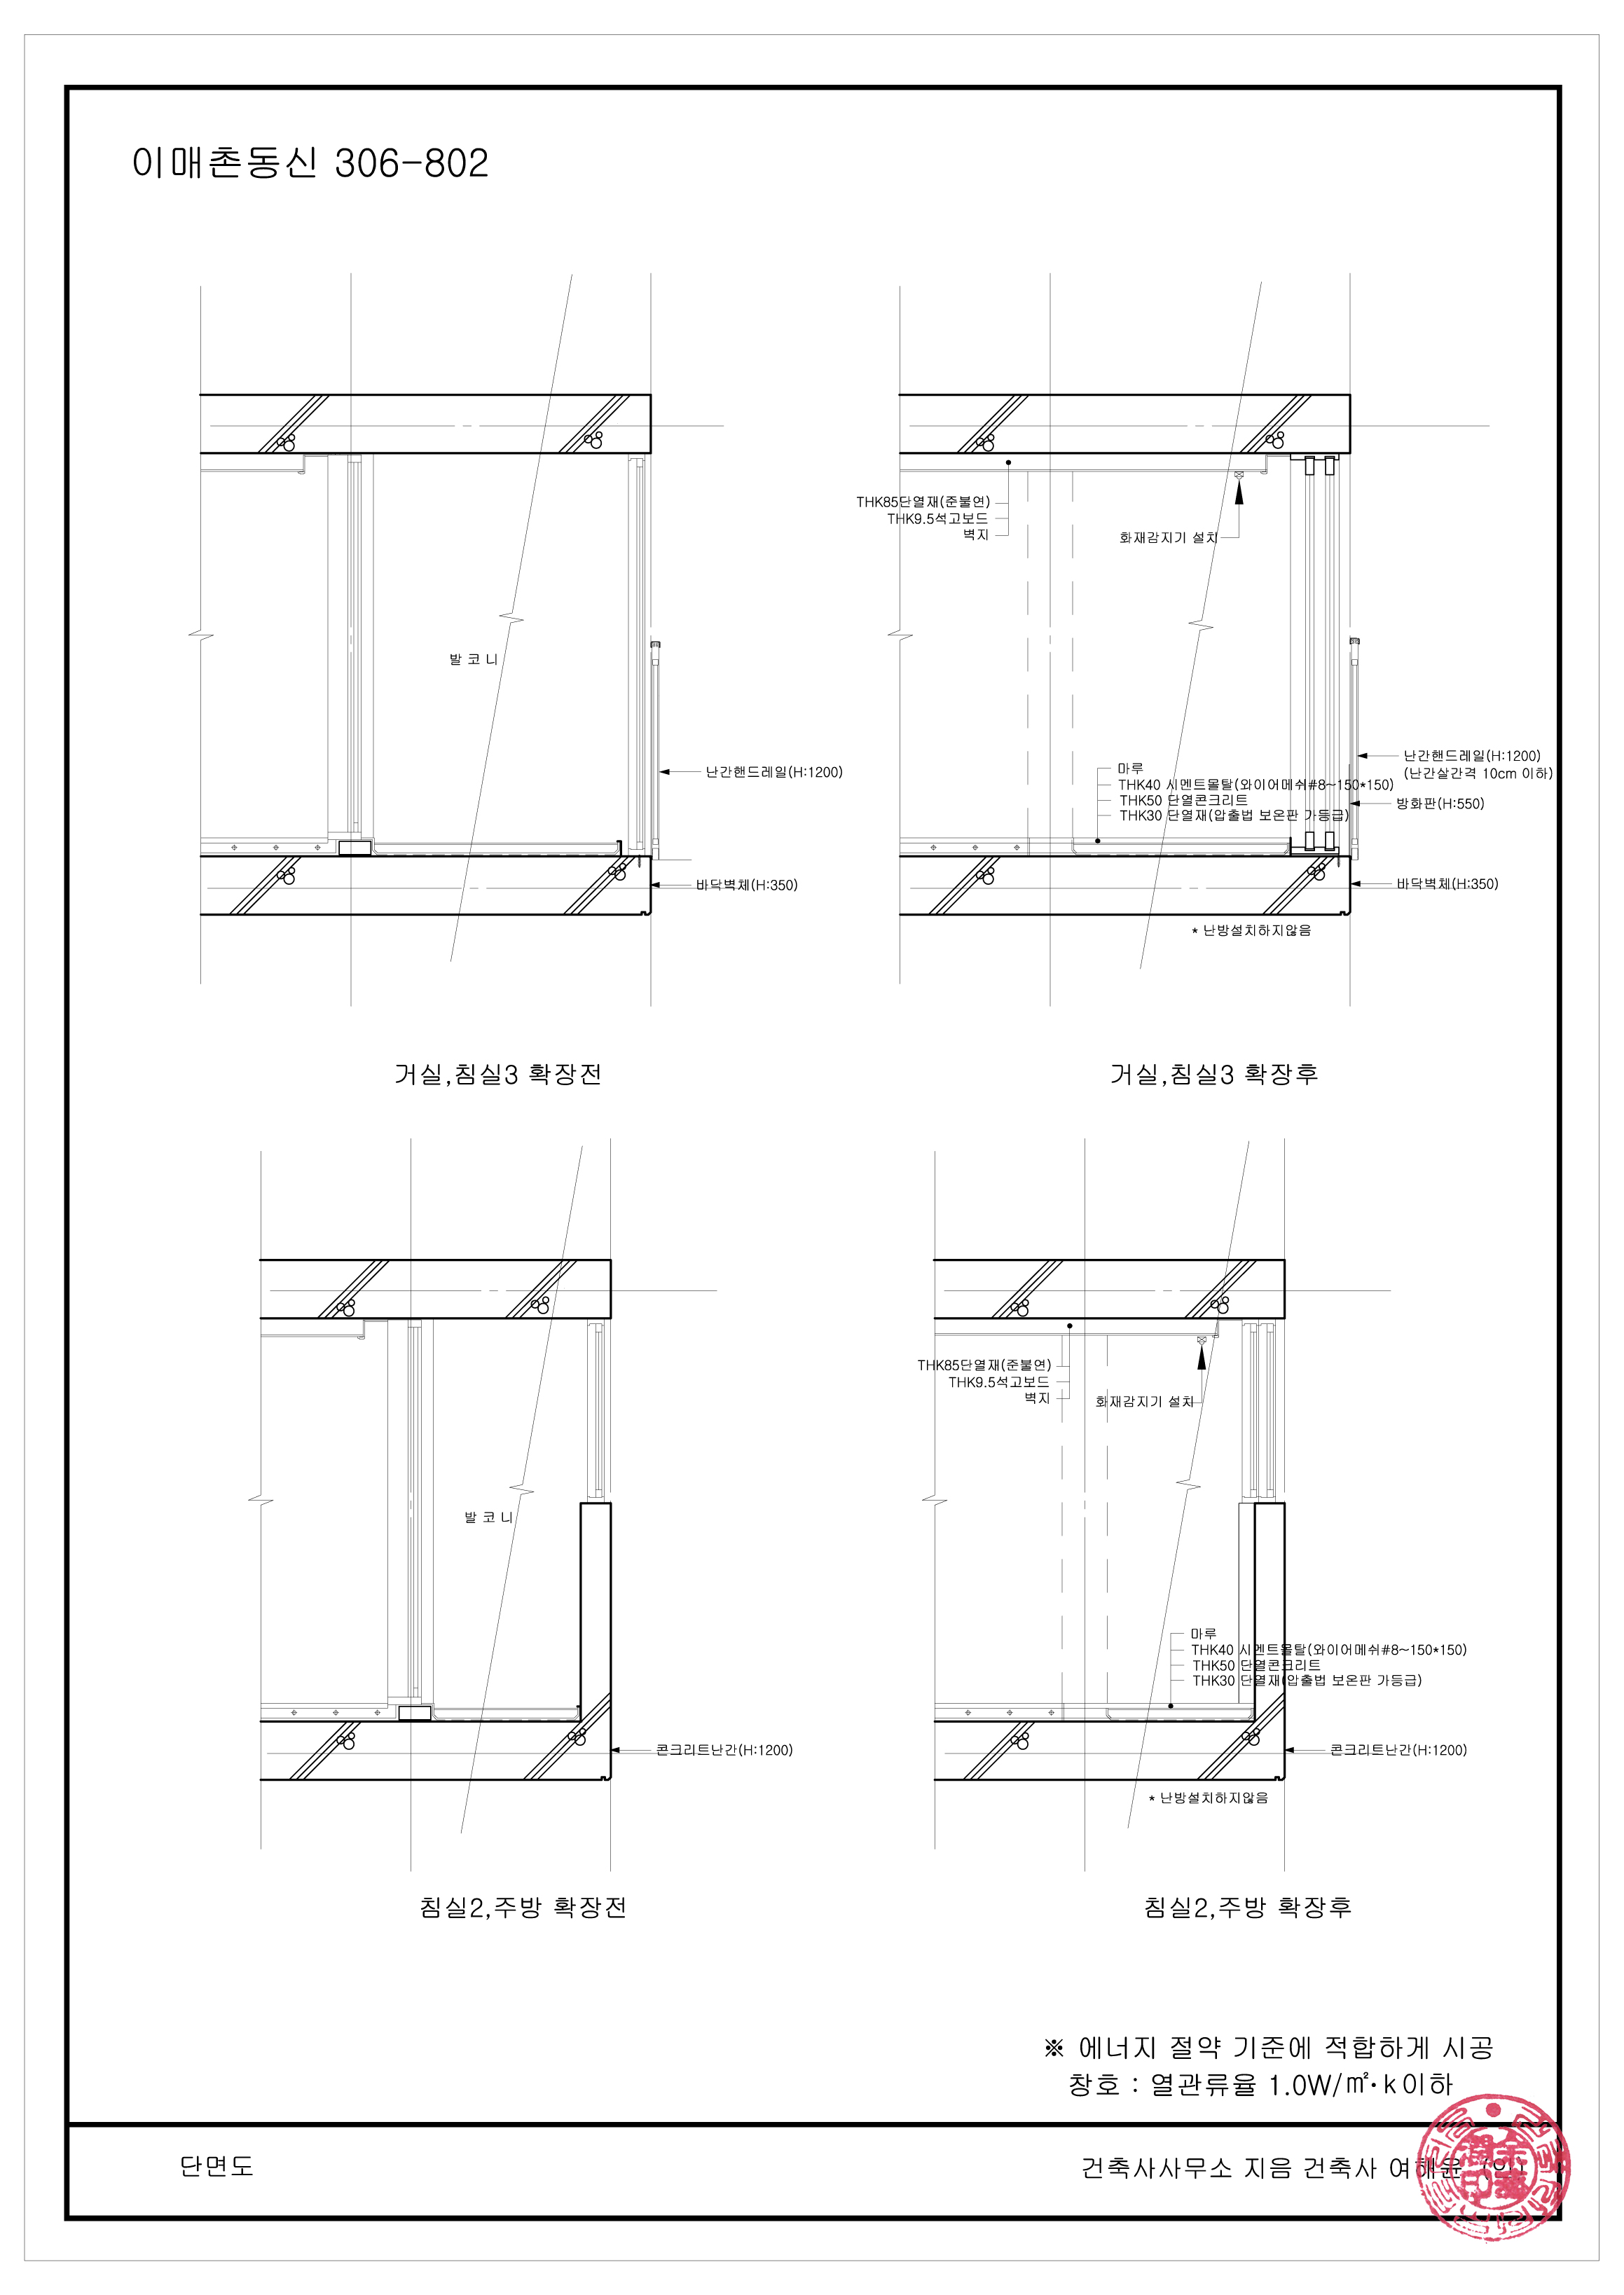 이매촌동신 306-802
발 코 니
난간핸드레일(H:1200)
바닥벽체(H:350)
거실,침실3 확장전
THK85단열재(준불연)
THK9.5석고보드
벽지
화재감지기 설치
마루
THK40 시멘트몰탈(와이어메쉬#8~150*150)
THK50 단열콘크리트
THK30 단열재(압출법 보온판 가등급)
난간핸드레일(H:1200)
(난간살간격 10cm 이하)
방화판(H:550)
바닥벽체(H:350)
* 난방설치하지않음
거실,침실3 확장후
발 코 니
콘크리트난간(H:1200)
침실2,주방 확장전
THK85단열재(준불연)
THK9.5석고보드
벽지
화재감지기 설치
마루
THK40 시멘트몰탈(와이어메쉬#8~150*150)
THK50 단열콘크리트
THK30 단열재(압출법 보온판 가등급)
콘크리트난간(H:1200)
* 난방설치하지않음
침실2,주방 확장후
※ 에너지 절약 기준에 적합하게 시공
창호 : 열관류율 1.0W/㎡·k이하
단면도
건축사사무소 지음 건축사 여해윤 (인)